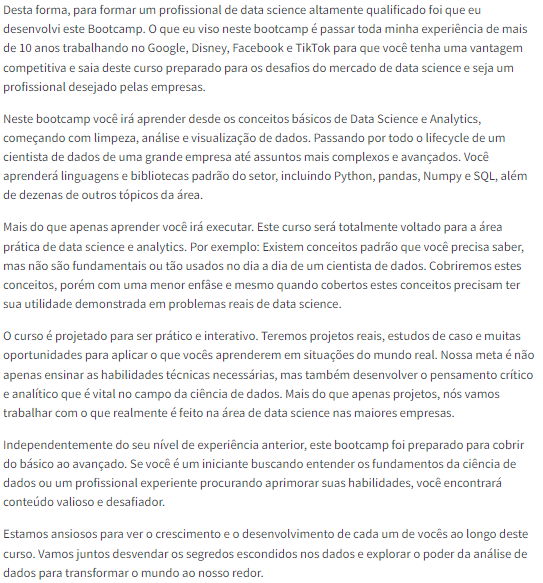 Desta forma, para formar um profissional de data science altamente qualificado foi que eu
desenvolvi este Bootcamp. O que eu viso neste bootcamp é passar toda minha experiência de mais
de 10 anos trabalhando no Google, Disney, Facebook e TikTok para que você tenha uma vantagem
competitiva e saia deste curso preparado para os desafios do mercado de data science e seja um
profissional desejado pelas empresas.
Neste bootcamp você irá aprender desde os conceitos básicos de Data Science e Analytics,
começando com limpeza, análise e visualização de dados. Passando por todo o lifecycle de um
cientista de dados de uma grande empresa até assuntos mais complexos e avançados. Você
aprenderá linguagens e bibliotecas padrão do setor, incluindo Python, pandas, Numpy e SQL, além
de dezenas de outros tópicos da área.
Mais do que apenas aprender você irá executar. Este curso será totalmente voltado para a área
prática de data science e analytics. Por exemplo: Existem conceitos padrão que você precisa saber,
mas não são fundamentais ou tão usados no dia a dia de um cientista de dados. Cobriremos estes
conceitos, porém com uma menor enfâse e mesmo quando cobertos estes conceitos precisam ter
sua utilidade demonstrada em problemas reais de data science.
O curso é projetado para ser prático e interativo. Teremos projetos reais, estudos de caso e muitas
oportunidades para aplicar o que vocês aprenderem em situações do mundo real. Nossa meta é não
apenas ensinar as habilidades técnicas necessárias, mas também desenvolver o pensamento crítico
e analítico que é vital no campo da ciência de dados. Mais do que apenas projetos, nós vamos
trabalhar com o que realmente é feito na área de data science nas maiores empresas.
Independentemente do seu nível de experiência anterior, este bootcamp foi preparado para cobrir
do básico ao avançado. Se você é um iniciante buscando entender os fundamentos da ciência de
dados ou um profissional experiente procurando aprimorar suas habilidades, você encontrará
conteúdo valioso e desafiador.
Estamos ansiosos para ver o crescimento e o desenvolvimento de cada um de vocês ao longo deste
curso. Vamos juntos desvendar os segredos escondidos nos dados e explorar o poder da análise de
dados para transformar o mundo ao nosso redor.